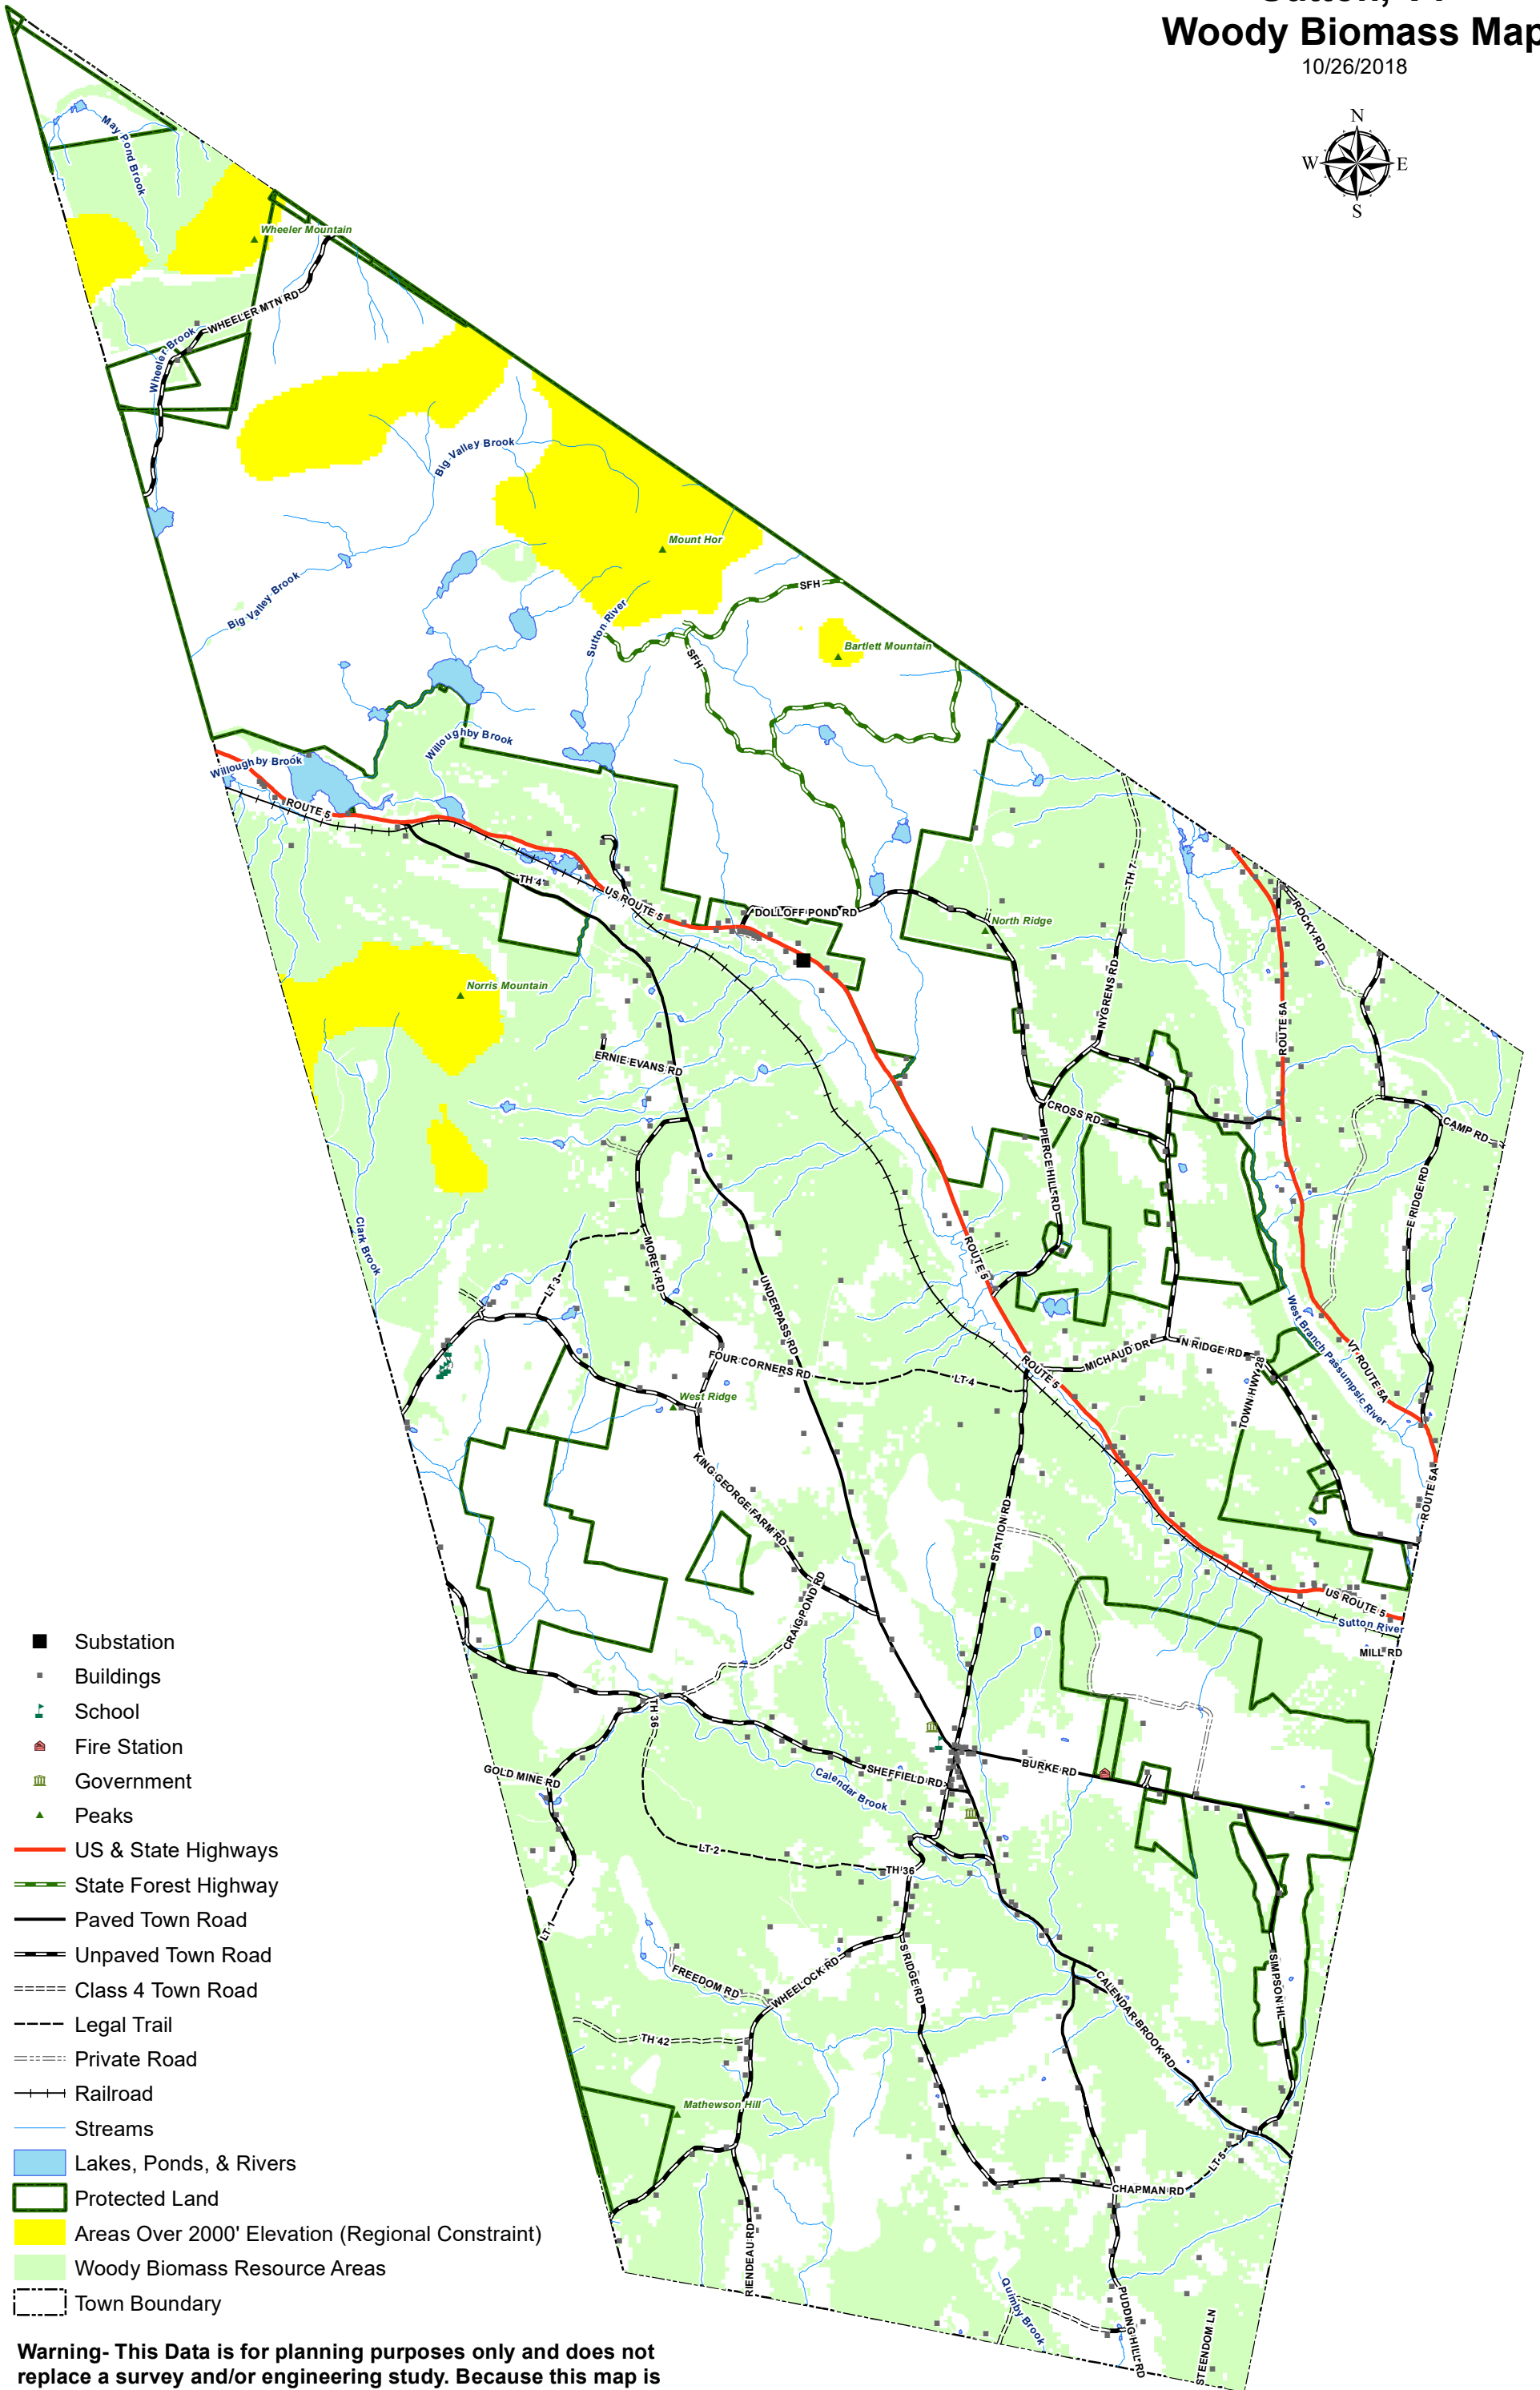 Woody Biomass Map
10/26/2018
N
W
E
S
May Pond Brook
Wheeler Mountain
WHEELER MTN RD
Wheeler Brook
Big Valley Brook
Mount Hor
SFH
Big Valley Brook
Sutton River
SFH
Bartlett Mountain
Willoughby Brook
Willoughby Brook
ROUTE 5
TH 7
TH 4
US ROUTE 5
DOLLOFF POND RD
North Ridge
ROCKY RD
Norris Mountain
NYGRENS RD
ROUTE 5A
ERNIE EVANS RD
CROSS RD
CAMP RD
PIERCE HILL RD
E RIDGE RD
Clark Brook
MOREY RD
ROUTE 5
LT 3
UNDERPASS RD
West Branch Passumpsic River
MICHAUD DR
N RIDGE RD
VT ROUTE 5A
FOUR CORNERS RD
LT 4
ROUTE 5
TOWN HWY 28
West Ridge
KING GEORGE FARM RD
ROUTE 5A
STATION RD
CRAIG POND RD
US ROUTE 5
Sutton River
MILL RD
TH 36
GOLD MINE RD
SHEFFIELD RD
BURKE RD
Calendar Brook
LT 2
TH 36
LT 1
S RIDGE RD
FREEDOM RD
WHEELOCK RD
CALENDAR BROOK RD
SIMPSON HL
TH 42
Mathewson Hill
LT 5
CHAPMAN RD
RIENDEAU RD
Quimby Brook
PUDDING HILL RD
STEENDOM LN
Substation
Buildings
School
Fire Station
Government
Peaks
US & State Highways
State Forest Highway
Paved Town Road
Unpaved Town Road
Class 4 Town Road
Legal Trail
Private Road
Railroad
Streams
Lakes, Ponds, & Rivers
Protected Land
Areas Over 2000' Elevation (Regional Constraint)
Woody Biomass Resource Areas
Town Boundary
Warning- This Data is for planning purposes only and does not
replace a survey and/or engineering study. Because this map is